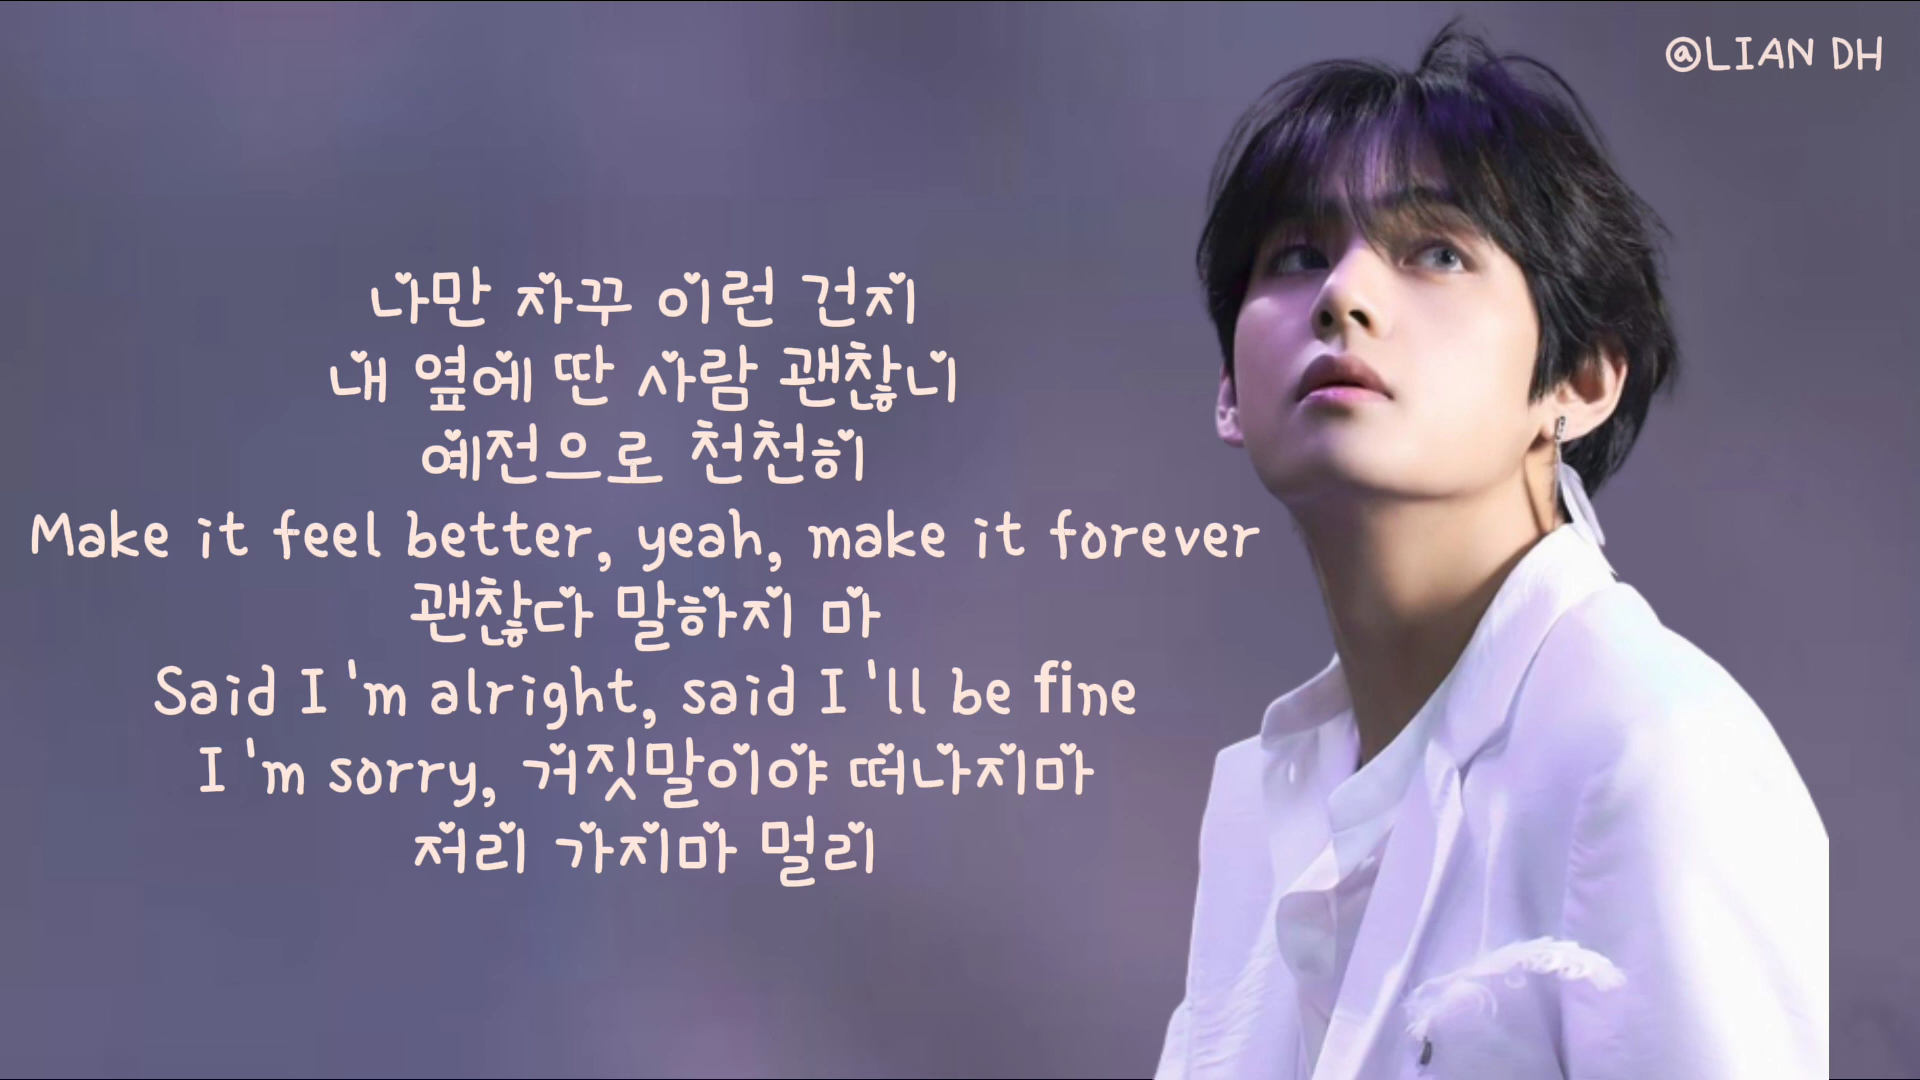 @LIAN DH
나만 자꾸 이런 건지
내 옆에 딴 사람 괜찮니
예전으로 천천히
Make it feel better, yeah, make it forever
괜찮다 말하지 마
Said I'm alright, said I'll be fine
I'm sorry, 거짓말이야 떠나지마
저리 가지마 멀리